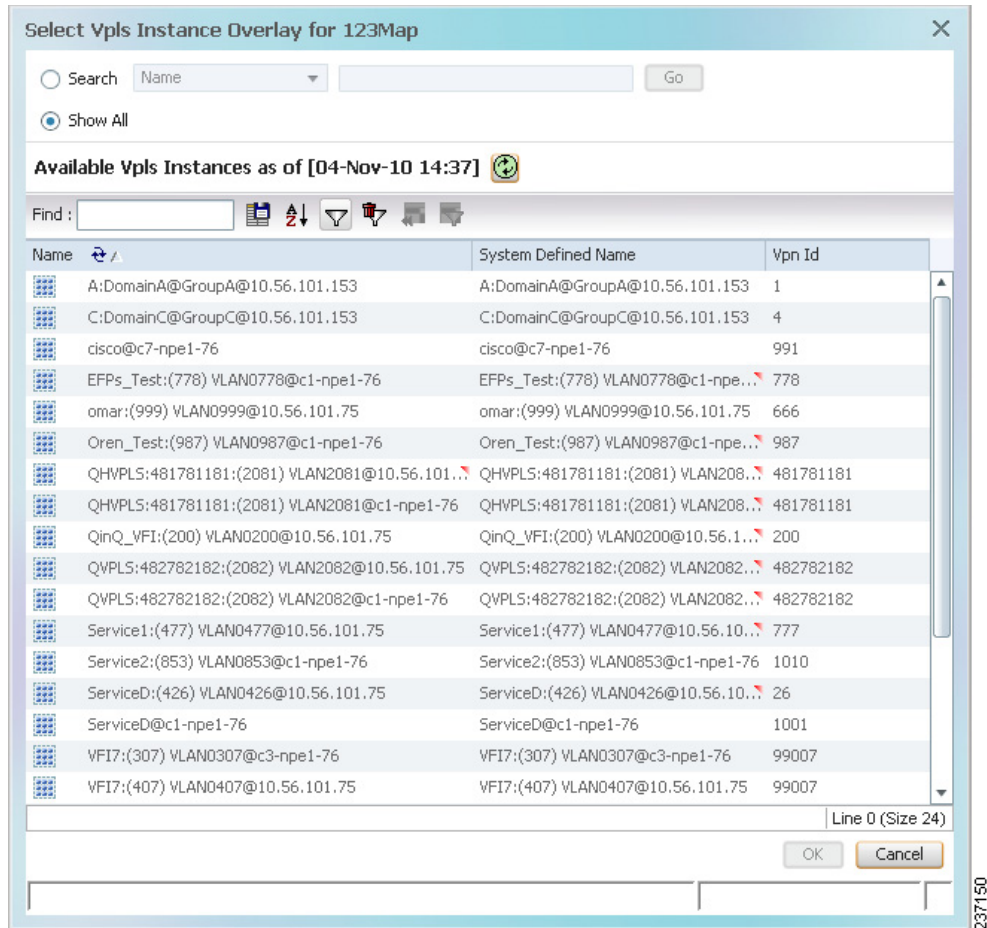 Select Vpls Instance Overlay for 123Map
Search Name Go
Show All
Available Vpls Instances as of [04-Nov-10 14:37]
Find :
Name System Defined Name Vpn Id
A:DomainA@GroupA@10.56.101.153 A:DomainA@GroupA@10.56.101.153 1
C:DomainC@GroupC@10.56.101.153 C:DomainC@GroupC@10.56.101.153 4
cisco@c7-npe1-76 cisco@c7-npe1-76 991
EFPs_Test:(778) VLAN0778@c1-npe1-76 EFPs_Test:(778) VLAN0778@c1-npe... 778
omar:(999) VLAN0999@10.56.101.75 omar:(999) VLAN0999@10.56.101.75 666
Oren_Test:(987) VLAN0987@c1-npe1-76 Oren_Test:(987) VLAN0987@c1-npe... 987
QHVPLS:481781181:(2081) VLAN2081@10.56.101... QHVPLS:481781181:(2081) VLAN208... 481781181
QHVPLS:481781181:(2081) VLAN2081@c1-npe1-76 QHVPLS:481781181:(2081) VLAN208... 481781181
QinQ_VFI:(200) VLAN0200@10.56.101.75 QinQ_VFI:(200) VLAN0200@10.56.1... 200
QVPLS:482782182:(2082) VLAN2082@10.56.101.75 QVPLS:482782182:(2082) VLAN2082... 482782182
QVPLS:482782182:(2082) VLAN2082@c1-npe1-76 QVPLS:482782182:(2082) VLAN2082... 482782182
Service1:(477) VLAN0477@10.56.101.75 Service1:(477) VLAN0477@10.56.10... 777
Service2:(853) VLAN0853@c1-npe1-76 Service2:(853) VLAN0853@c1-npe1-76 1010
ServiceD:(426) VLAN0426@10.56.101.75 ServiceD:(426) VLAN0426@10.56.10... 26
ServiceD@c1-npe1-76 ServiceD@c1-npe1-76 1001
VFI7:(307) VLAN0307@c3-npe1-76 VFI7:(307) VLAN0307@c3-npe1-76 99007
VFI7:(407) VLAN0407@10.56.101.75 VFI7:(407) VLAN0407@10.56.101.75 99007
Line 0 (Size 24)
OK Cancel
237150